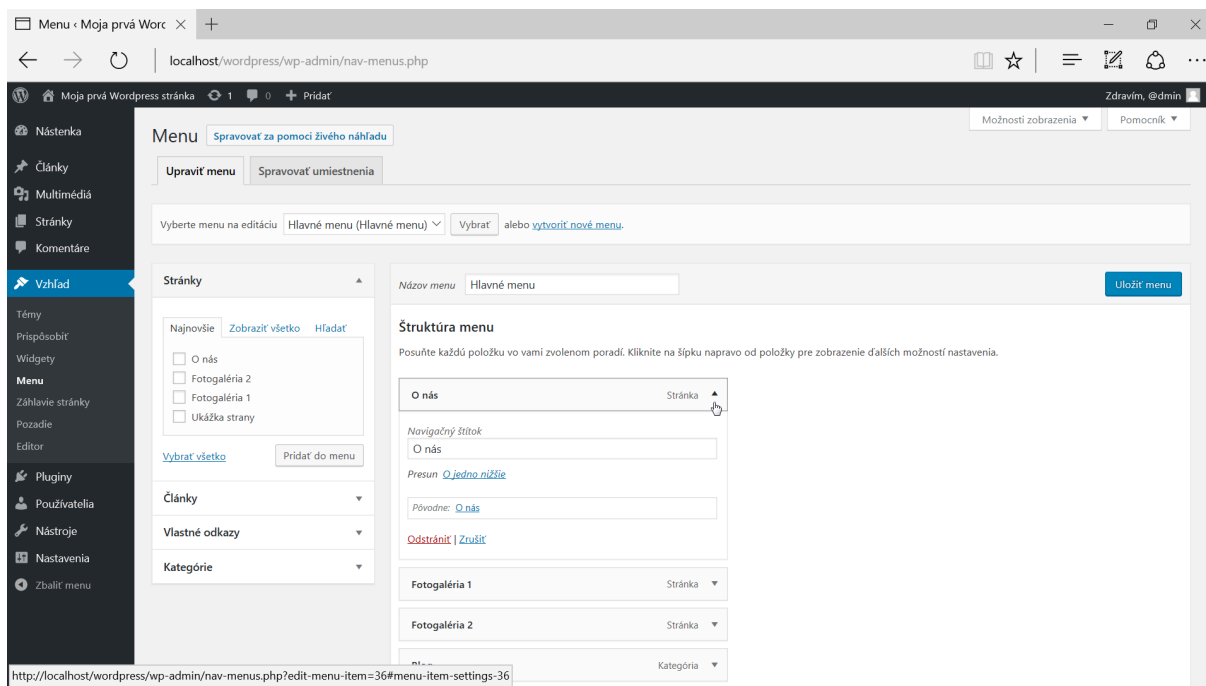 Menu ‹ Moja prvá Worc
localhost/wordpress/wp-admin/nav-menus.php
Moja prvá Wordpress stránka 1 0 Pridať
Zdravím, @dmin
Nástenka
Články
Multimédiá
Stránky
Komentáre
Vzhľad
Témy
Prispôsobiť
Widgety
Menu
Záhlavie stránky
Pozadie
Editor
Pluginy
Používatelia
Nástroje
Nastavenia
Zbaliť menu
Možnosti zobrazenia Pomocník
Menu Spravovať za pomoci živého náhľadu
Upraviť menu Spravovať umiestnenia
Vyberte menu na editáciu Hlavné menu (Hlavné menu) Vybrať alebo vytvoriť nové menu.
Stránky
Najnovšie Zobraziť všetko Hľadať
O nás
Fotogaléria 2
Fotogaléria 1
Ukážka strany
Vybrať všetko Pridať do menu
Články
Vlastné odkazy
Kategórie
Názov menu Hlavné menu Uložiť menu
Štruktúra menu
Posuňte každú položku vo vami zvolenom poradí. Kliknite na šípku napravo od položky pre zobrazenie ďalších možností nastavenia.
O nás Stránka
Navigačný štítok
O nás
Presun O jedno nižšie
Pôvodne: O nás
Odstrániť | Zrušiť
Fotogaléria 1 Stránka
Fotogaléria 2 Stránka
Kategória
http://localhost/wordpress/wp-admin/nav-menus.php?edit-menu-item=36#menu-item-settings-36